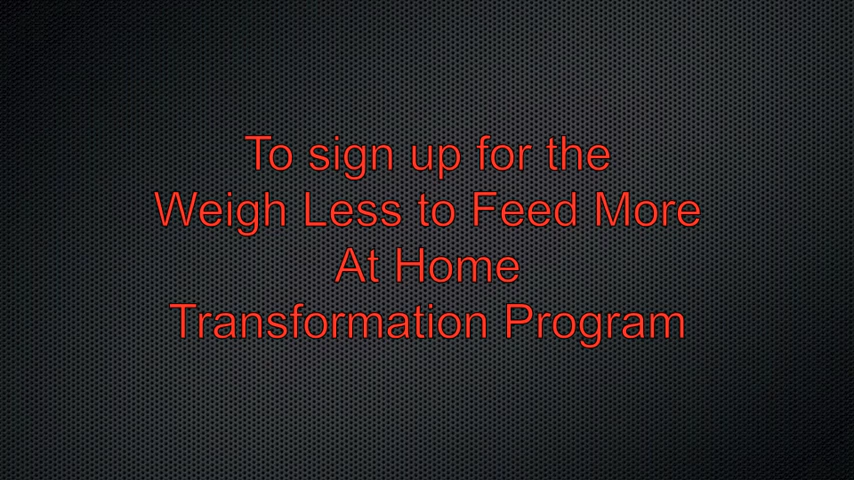 To sign up for the
Weigh Less to Feed More
At Home
Transformation Program